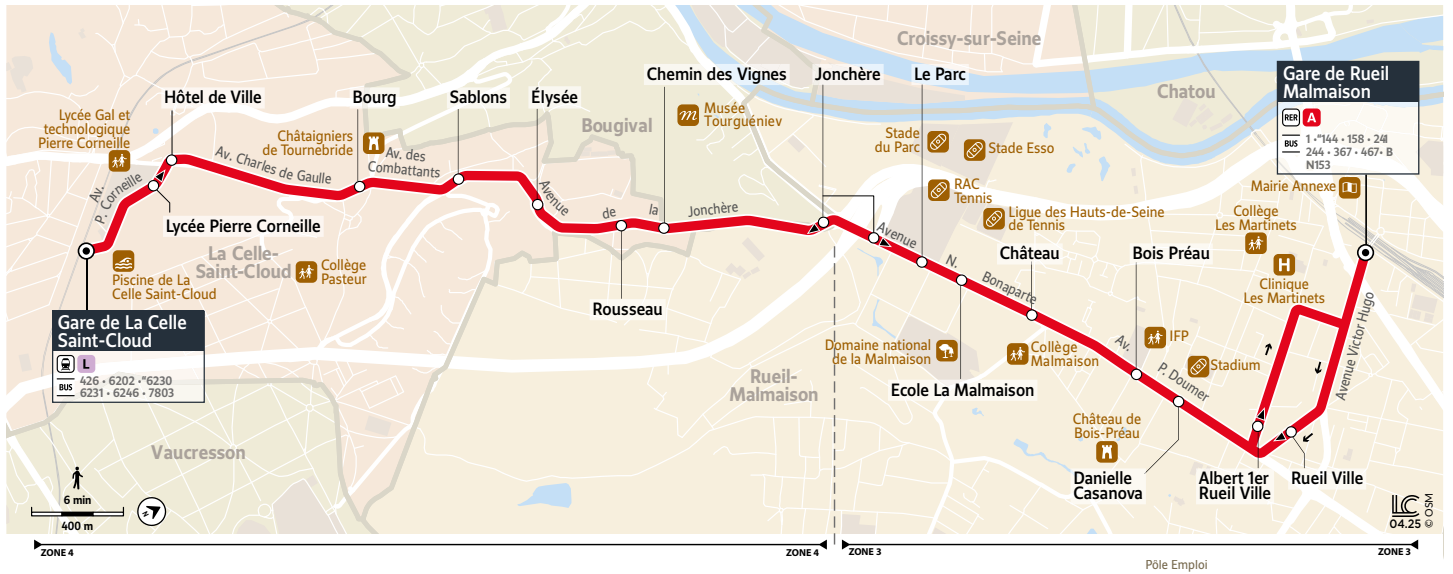 Croissy-sur-Seine
Chatou
Bougival
La Celle-
Saint-Cloud
Vaucresson
Rueil-
Malmaison
Gare de La Celle
Saint-Cloud
L
BUS
426 • 6202 •*6230
6231 • 6246 • 7803
Lycée Pierre Corneille
Hôtel de Ville
Bourg
Sablons
Élysée
Rousseau
Chemin des Vignes
Jonchère
Le Parc
Ecole La Malmaison
Château
Bois Préau
Danielle
Casanova
Albert 1er
Rueil Ville
Rueil Ville
Gare de Rueil
Malmaison
RER A
BUS
1 •*144 • 158 • 241
244 • 367 • 467• B
N153
Lycée Gal et
technologique
Pierre Corneille
Piscine de La
Celle Saint-Cloud
Collège
Pasteur
Châtaigniers
de Tournebride
m
Musée
Tourguéniev
Stade
du Parc
Stade Esso
RAC
Tennis
Ligue des Hauts-de-Seine
de Tennis
Domaine national
de la Malmaison
Collège
Malmaison
IFP
Stadium
Château de
Bois-Préau
Mairie Annexe
Collège
Les Martinets
H
Clinique
Les Martinets
Av.
P. Corneille
Av. Charles de Gaulle
Av. des
Combattants
Avenue
de
la
Jonchère
Avenue
N.
Bonaparte
Av.
P. Doumer
Avenue Victor Hugo
6 min
400 m
N
LC
04.25
© OSM
ZONE 4
ZONE 4
ZONE 3
ZONE 3
Pôle Emploi